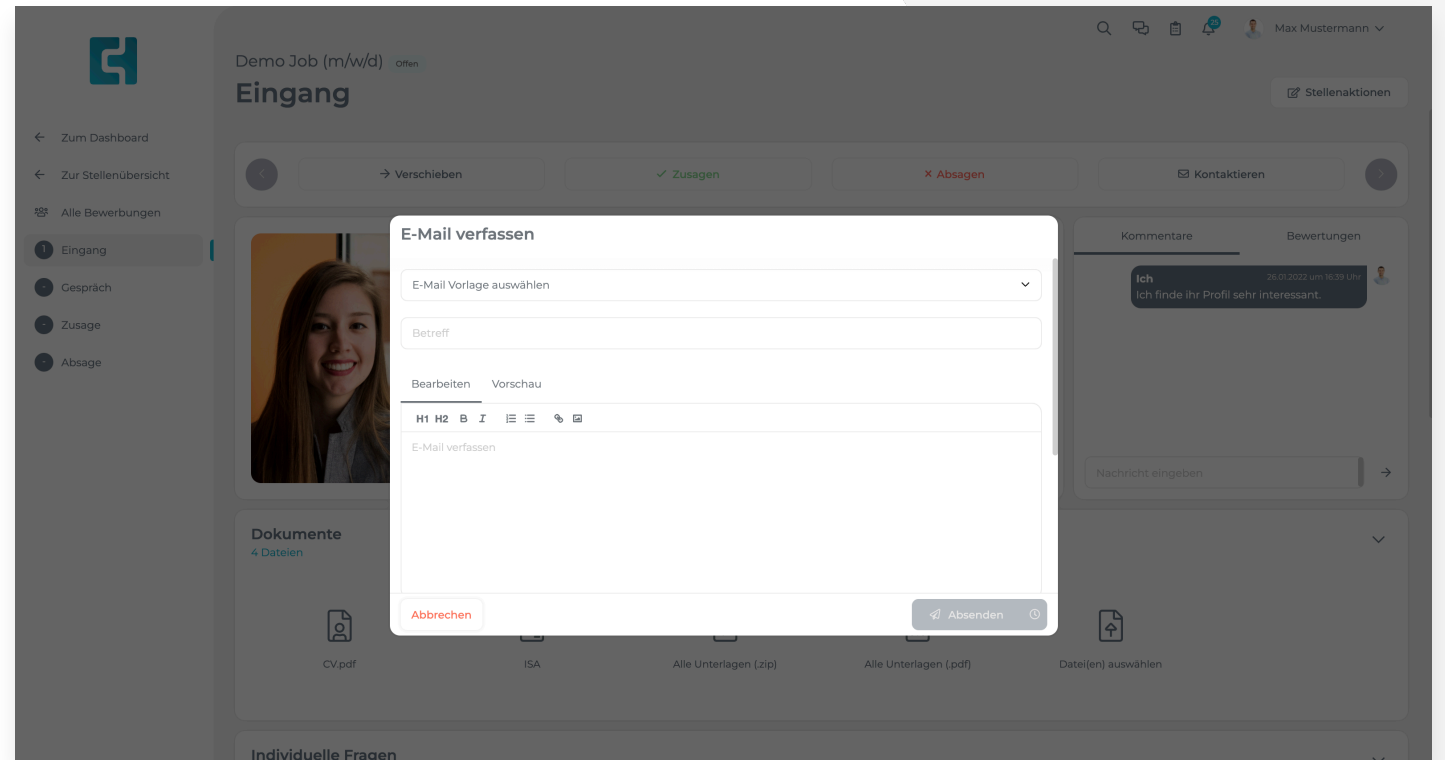 25
Max Mustermann
Demo Job (m/w/d) Offen
Eingang
Stellenaktionen
Zum Dashboard
Zur Stellenübersicht
Alle Bewerbungen
1 Eingang
- Gespräch
- Zusage
- Absage
Verschieben
Zusagen
Absagen
Kontaktieren
E-Mail verfassen
E-Mail Vorlage auswählen
Betreff
Bearbeiten Vorschau
H1 H2 B I
E-Mail verfassen
Abbrechen
Absenden
Kommentare Bewertungen
Ich 26.01.2022 um 16:39 Uhr
Ich finde ihr Profil sehr interessant.
Nachricht eingeben
Dokumente
4 Dateien
CV.pdf
ISA
Alle Unterlagen (.zip)
Alle Unterlagen (.pdf)
Datei(en) auswählen
Individuelle Fragen